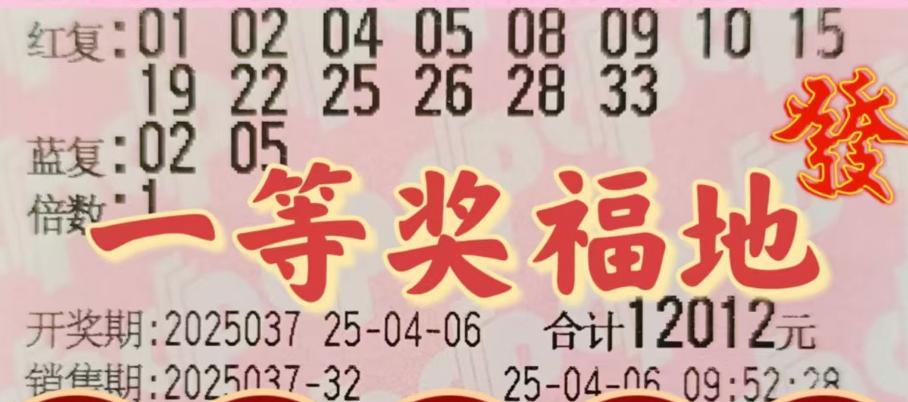 红复:01 02 04 05 08 09 10 15
19 22 25 26 28 33
發
蓝复:02 05
倍数:1
一等奖福地
开奖期:2025037 25-04-06 合计12012元
销售期:2025037-32 25-04-06 09:52:28